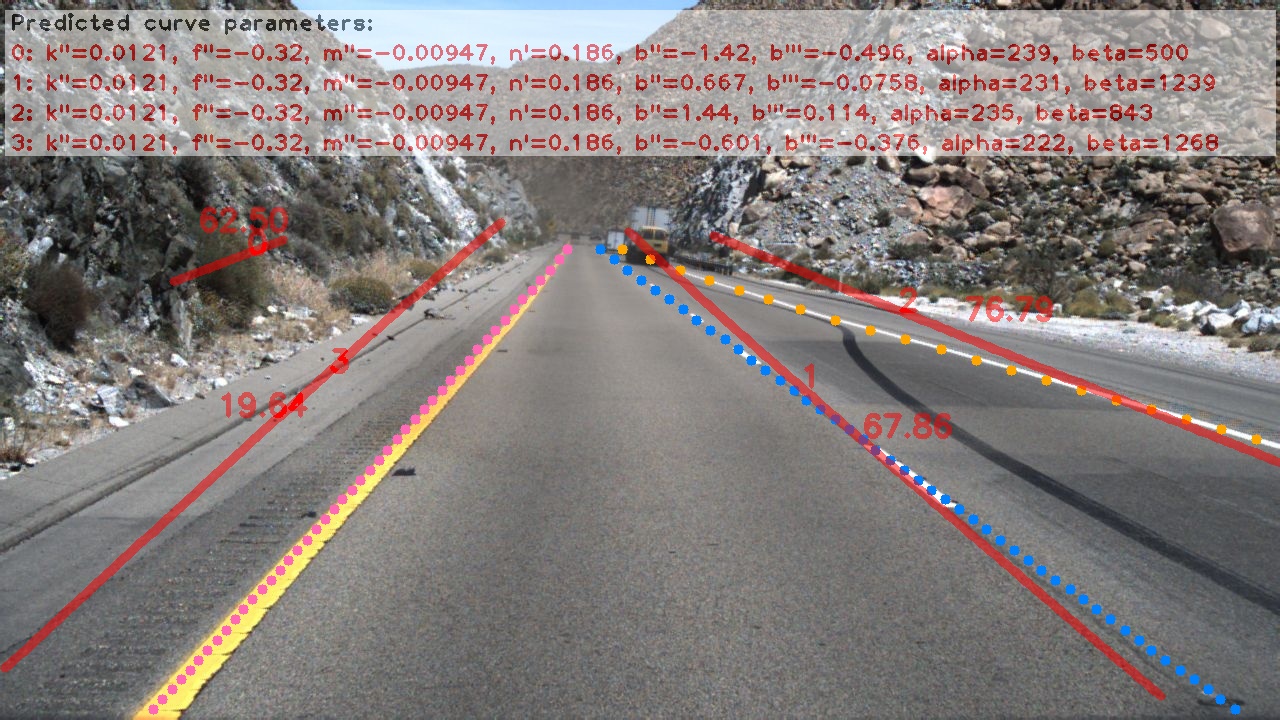 Predicted curve parameters:
0: k''=0.0121, f''=-0.32, m''=-0.00947, n'=0.186, b''=-1.42, b'''=-0.496, alpha=239, beta=500
1: k''=0.0121, f''=-0.32, m''=-0.00947, n'=0.186, b''=0.667, b'''=-0.0758, alpha=231, beta=1239
2: k''=0.0121, f''=-0.32, m''=-0.00947, n'=0.186, b''=1.44, b'''=0.114, alpha=235, beta=843
3: k''=0.0121, f''=-0.32, m''=-0.00947, n'=0.186, b''=-0.601, b'''=-0.376, alpha=222, beta=1268
62.50
0
2
76.79
3
1
19.64
67.86